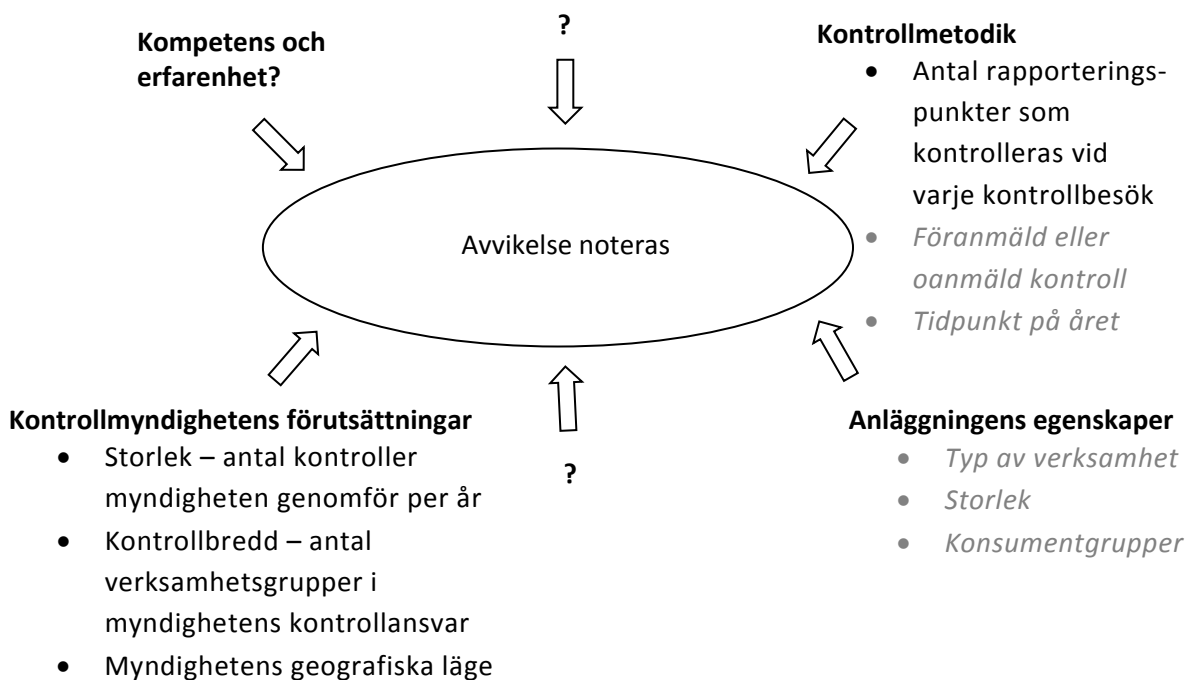 Kompetens och
erfarenhet?
?
Kontrollmetodik
• Antal rapporterings-
punkter som
kontrolleras vid
varje kontrollbesök
• Föranmäld eller
oanmäld kontroll
• Tidpunkt på året
Avvikelse noteras
Kontrollmyndighetens förutsättningar
• Storlek – antal kontroller
myndigheten genomför per år
• Kontrollbredd – antal
verksamhetsgrupper i
myndighetens kontrollansvar
• Myndighetens geografiska läge
?
Anläggningens egenskaper
• Typ av verksamhet
• Storlek
• Konsumentgrupper